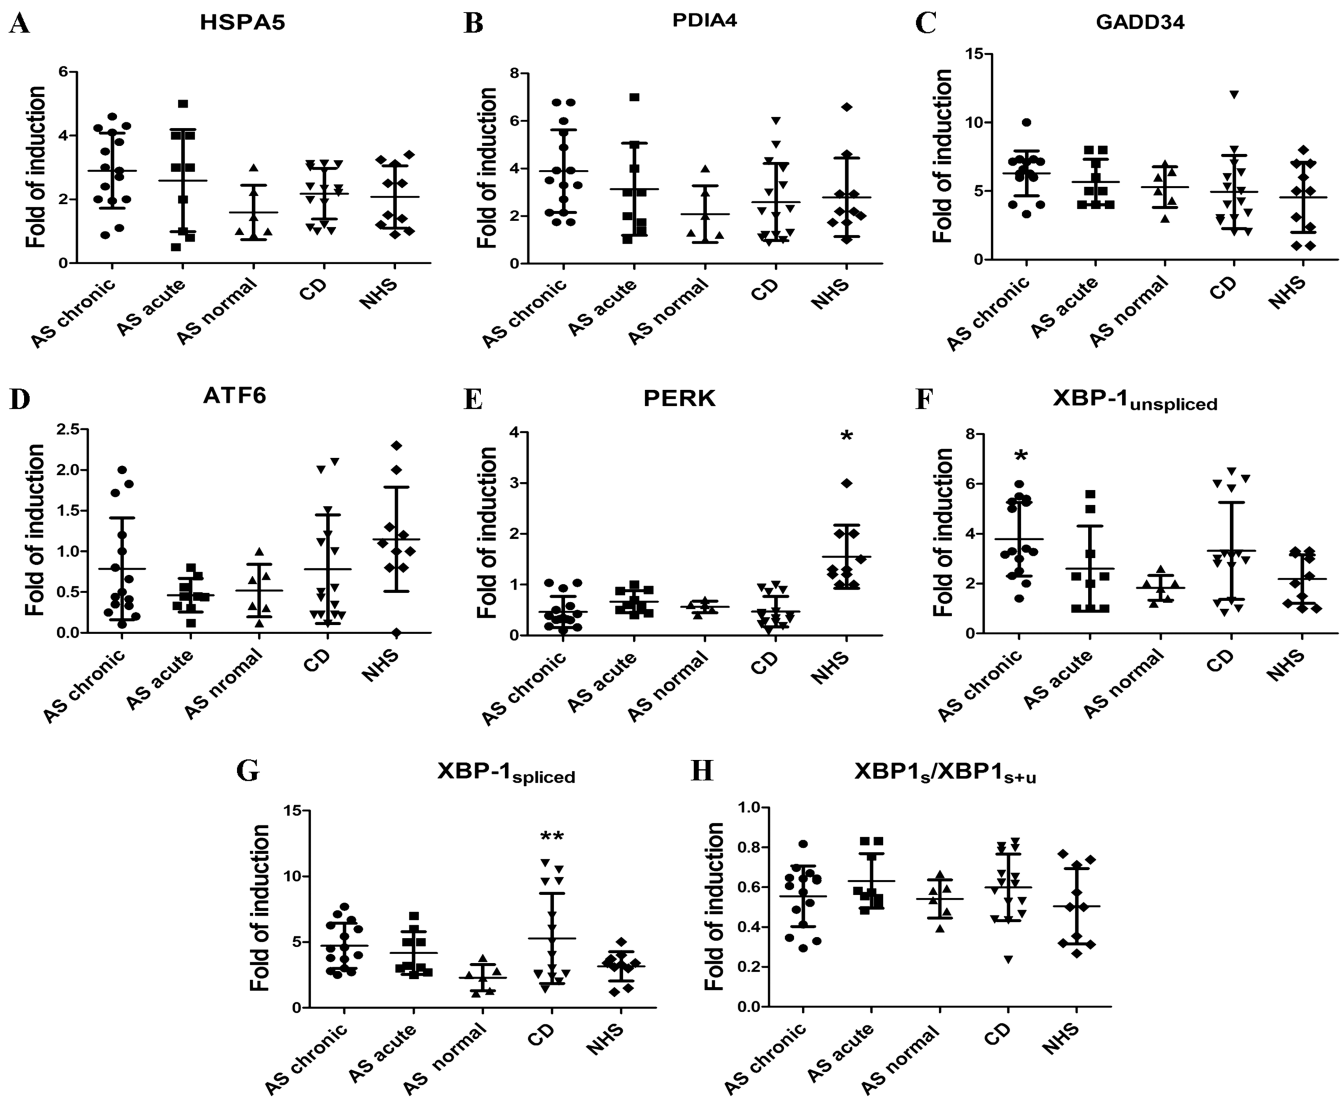 A HSPA5
Fold of induction
6
4
2
0
AS chronic
AS acute
AS normal
CD
NHS
B PDIA4
Fold of induction
8
6
4
2
0
AS chronic
AS acute
AS normal
CD
NHS
C GADD34
Fold of induction
15
10
5
0
AS chronic
AS acute
AS normal
CD
NHS
D ATF6
Fold of induction
2.5
2.0
1.5
1.0
0.5
0.0
AS chronic
AS acute
AS nromal
CD
NHS
E PERK
Fold of induction
4
3
2
1
0
*
AS chronic
AS acute
AS normal
CD
NHS
F XBP-1unspliced
Fold of induction
8
6
4
2
0
*
AS chronic
AS acute
AS normal
CD
NHS
G XBP-1spliced
Fold of induction
15
10
5
0
**
AS chronic
AS acute
AS normal
CD
NHS
H XBP1s/XBP1s+u
Fold of induction
1.0
0.8
0.6
0.4
0.2
0.0
AS chronic
AS acute
AS normal
CD
NHS